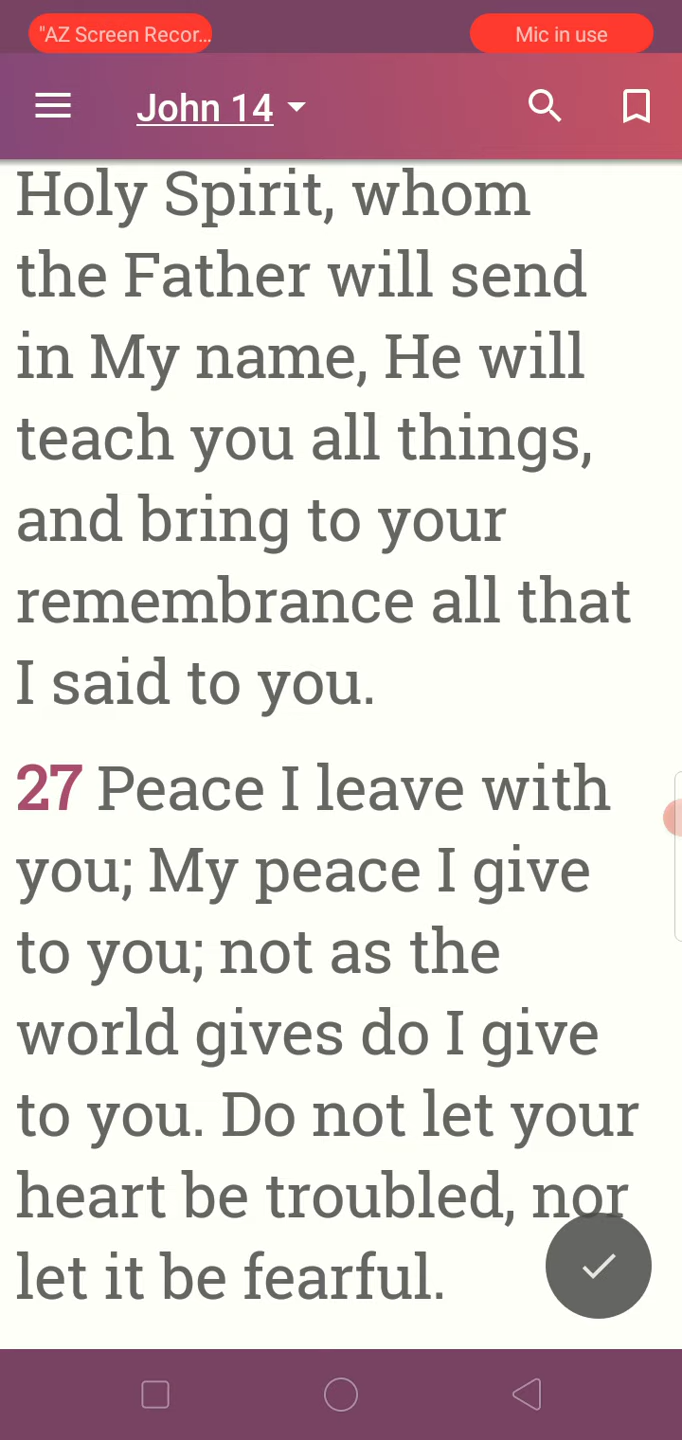 "AZ Screen Recor...
Mic in use
John 14
Holy Spirit, whom
the Father will send
in My name, He will
teach you all things,
and bring to your
remembrance all that
I said to you.
27 Peace I leave with
you; My peace I give
to you; not as the
world gives do I give
to you. Do not let your
heart be troubled, nor
let it be fearful.